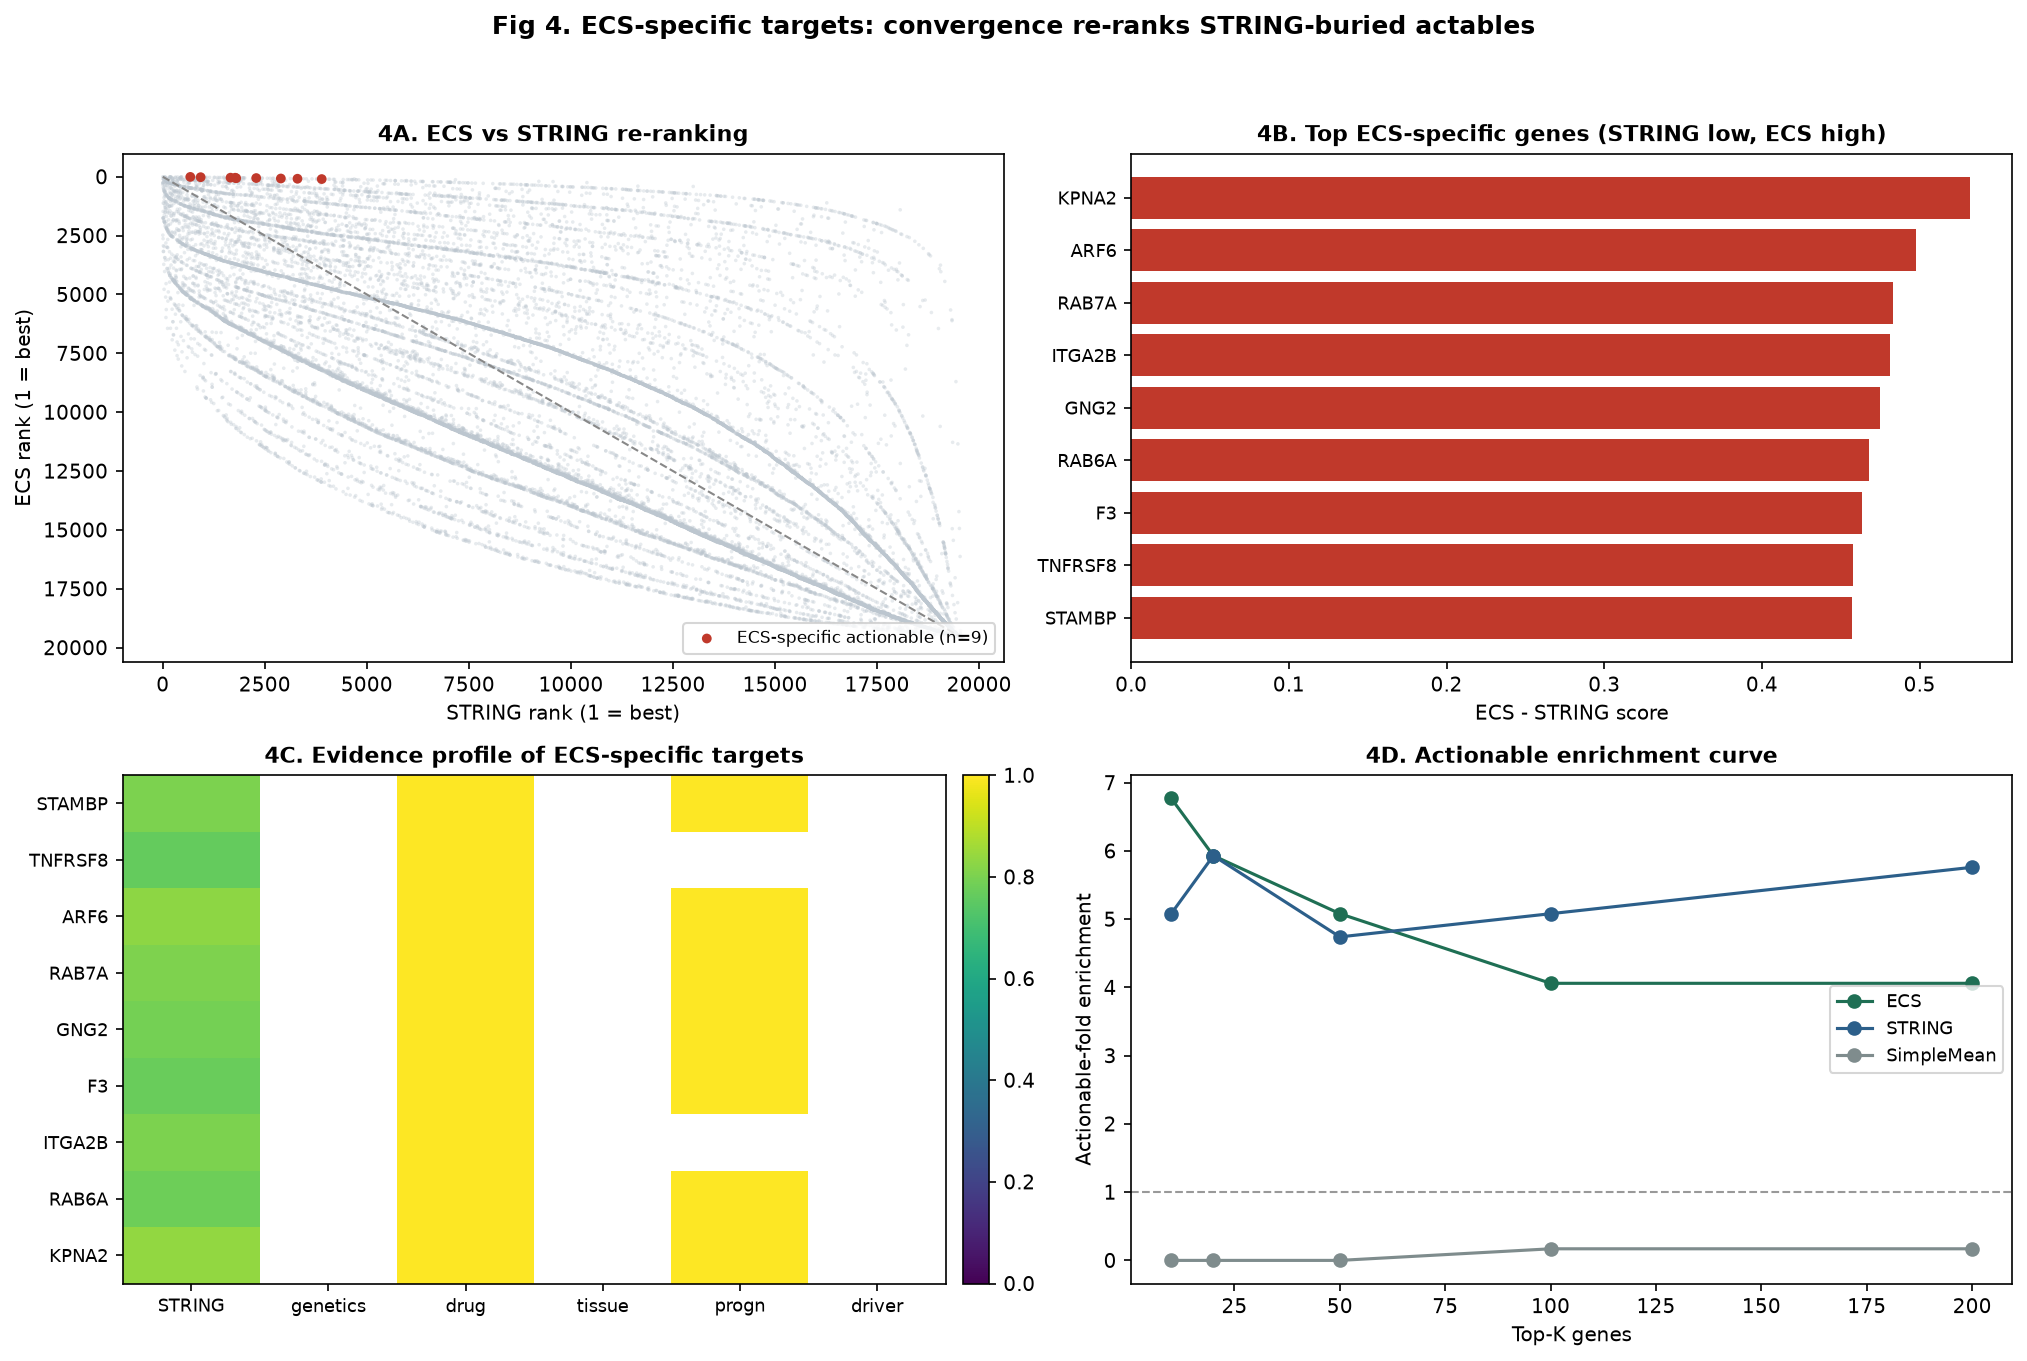 Fig 4. ECS-specific targets: convergence re-ranks STRING-buried actables
4A. ECS vs STRING re-ranking
ECS rank (1 = best)
0
2500
5000
7500
10000
12500
15000
17500
20000
ECS-specific actionable (n=9)
0 2500 5000 7500 10000 12500 15000 17500 20000
STRING rank (1 = best)
4B. Top ECS-specific genes (STRING low, ECS high)
KPNA2
ARF6
RAB7A
ITGA2B
GNG2
RAB6A
F3
TNFRSF8
STAMBP
0.0 0.1 0.2 0.3 0.4 0.5
ECS - STRING score
4C. Evidence profile of ECS-specific targets
STAMBP
TNFRSF8
ARF6
RAB7A
GNG2
F3
ITGA2B
RAB6A
KPNA2
STRING genetics drug tissue progn driver
1.0
0.8
0.6
0.4
0.2
0.0
4D. Actionable enrichment curve
Actionable-fold enrichment
7
6
5
4
3
2
1
0
ECS
STRING
SimpleMean
25 50 75 100 125 150 175 200
Top-K genes